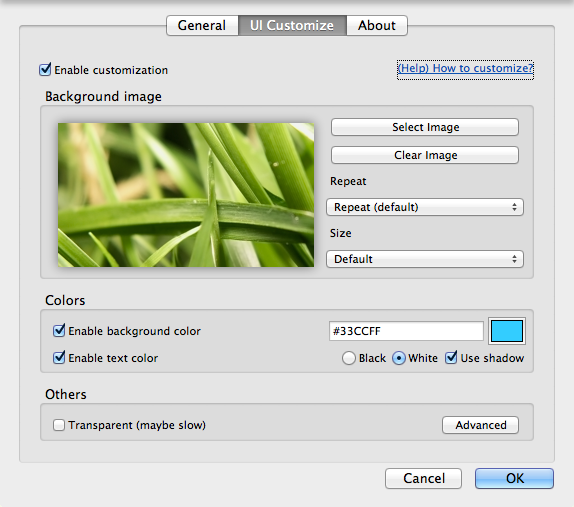 General UI Customize About
Enable customization (Help) How to customize?
Background image
Select Image
Clear Image
Repeat
Repeat (default)
Size
Default
Colors
Enable background color #33CCFF
Enable text color Black White Use shadow
Others
Transparent (maybe slow) Advanced
Cancel OK